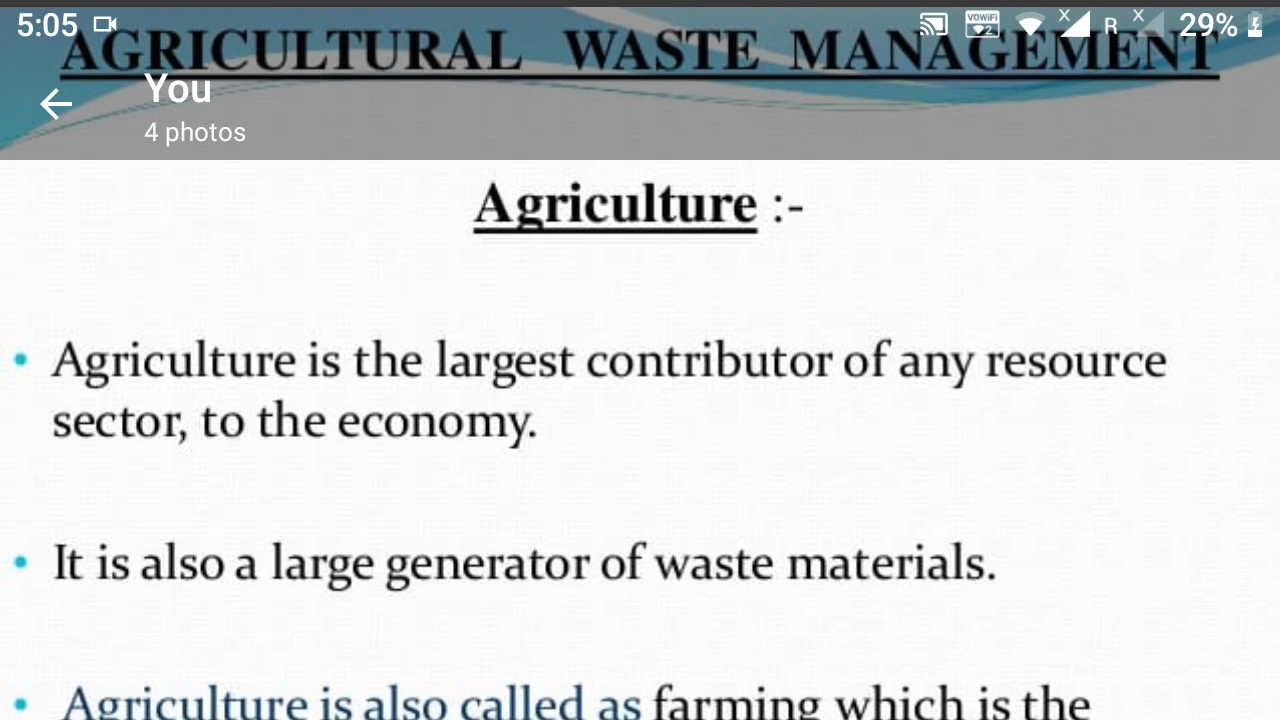 5:05
VOWIFI
2
X
R
X
29%
AGRICULTURAL WASTE MANAGEMENT
You
4 photos
Agriculture :-
• Agriculture is the largest contributor of any resource
sector, to the economy.
• It is also a large generator of waste materials.
• Agriculture is also called as farming which is the